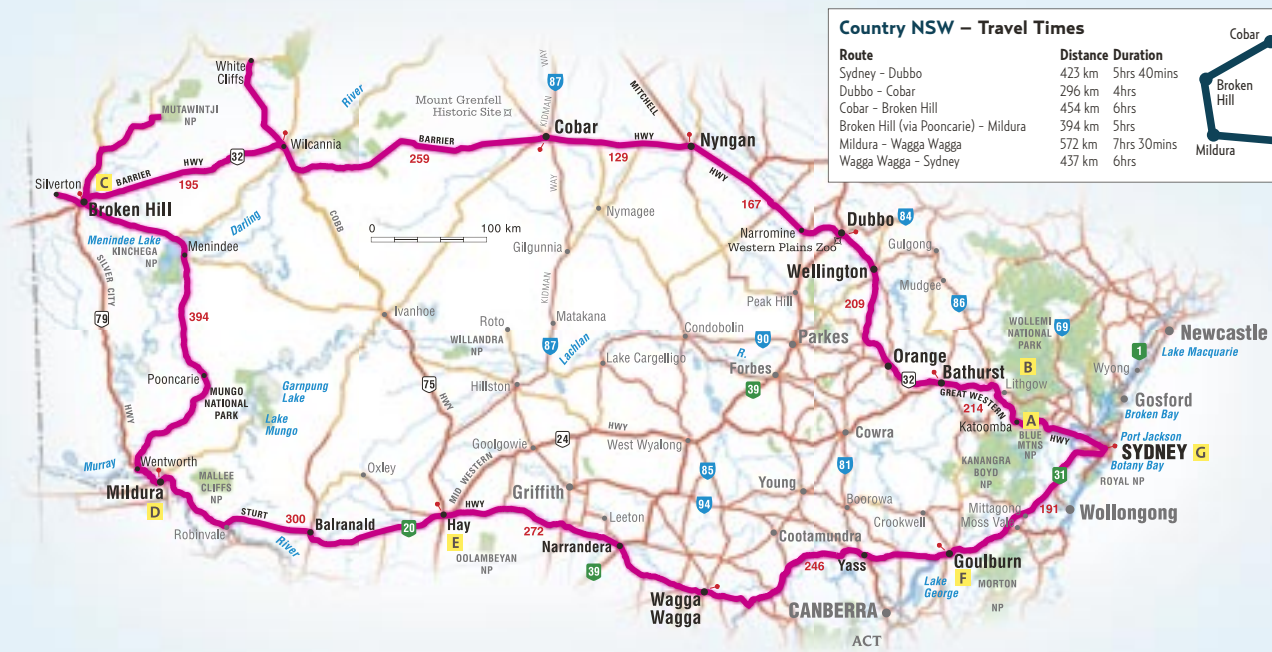 Country NSW – Travel Times
Route Distance Duration
Sydney – Dubbo 423 km 5hrs 40mins
Dubbo – Cobar 296 km 4hrs
Cobar – Broken Hill 454 km 6hrs
Broken Hill (via Pooncarie) – Mildura 394 km 5hrs
Mildura – Wagga Wagga 572 km 7hrs 30mins
Wagga Wagga – Sydney 437 km 6hrs
Cobar
Broken
Hill
Mildura
White
Cliffs
MUTAWINTJI
NP
River
Mount Grenfell
Historic Site
KIDMAN
WAY
87
MITCHELL
Wilcannia
BARRIER
259
Cobar
HWY
129
Nyngan
HWY
32
Silverton
C
BARRIER
HWY
195
Broken Hill
WAY
167
Darling
COBB
0
100 km
Nymagee
Narromine
Western Plains Zoo
Dubbo
84
Menindee Lake
KINCHEGA
NP
Menindee
Gilgunnia
Gulgong
Wellington
SILVER CITY
HWY
79
394
KIDMAN
Peak Hill
209
Mudgee
86
Ivanhoe
Roto
WILLANDRA
NP
Matakana
87
Lachlan
Condobolin
90
R.
Parkes
WOLLEMI
NATIONAL
PARK
69
Newcastle
Lake Macquarie
1
Lake Cargelligo
Forbes
39
Orange
32
Bathurst
B
Wyong
Pooncarie
MUNGO
NATIONAL
PARK
Garnpung
Lake
75
HWY
Hillston
Lithgow
GREAT WESTERN
214
Gosford
Broken Bay
Lake
Mungo
Goolgowie
24
HWY
West Wyalong
Cowra
Katoomba
A
BLUE
MTNS
NP
HWY
Port Jackson
SYDNEY
G
Botany Bay
Murray
Wentworth
Mildura
D
MALLEE
CLIFFS
NP
Oxley
MID WESTERN
Griffith
85
94
81
KANANGRA
BOYD
NP
31
ROYAL NP
Young
Boorowa
Mittagong
191
Robinvale
STURT
300
River
Balranald
20
Hay
E
HWY
272
Leeton
Crookwell
Moss Vale
Wollongong
OOLAMBEYAN
NP
Narrandera
39
Cootamundra
246
Yass
Goulburn
F
Lake
George
MORTON
NP
Wagga
Wagga
CANBERRA
ACT